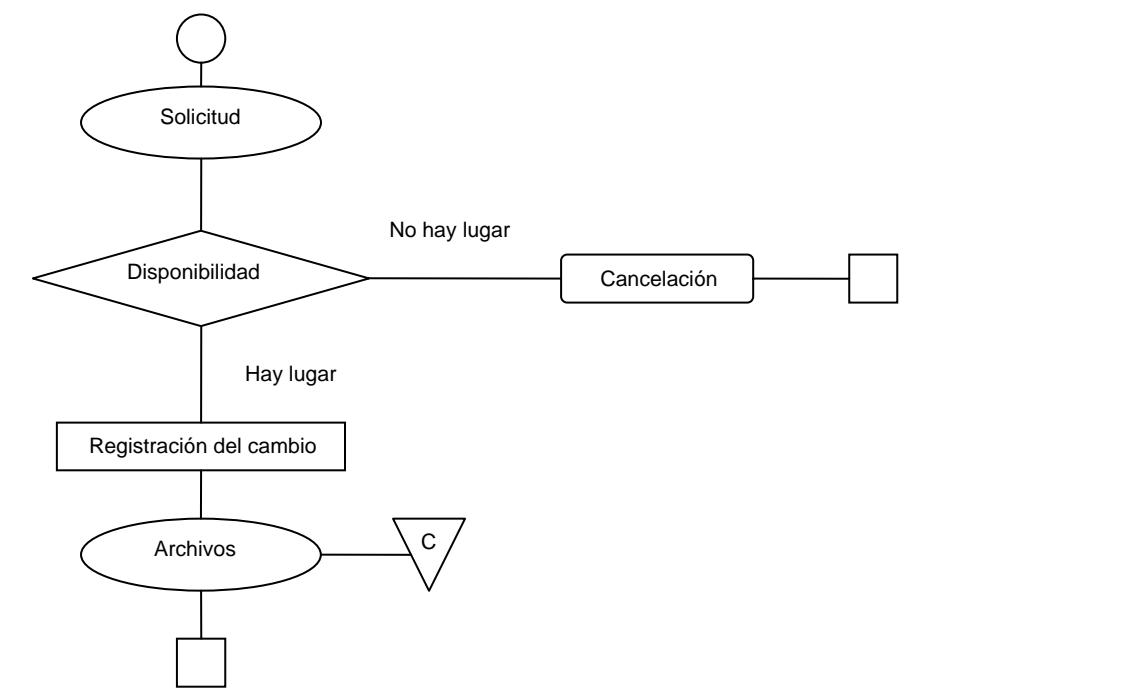 Solicitud
No hay lugar
Disponibilidad
Cancelación
Hay lugar
Registración del cambio
Archivos
C